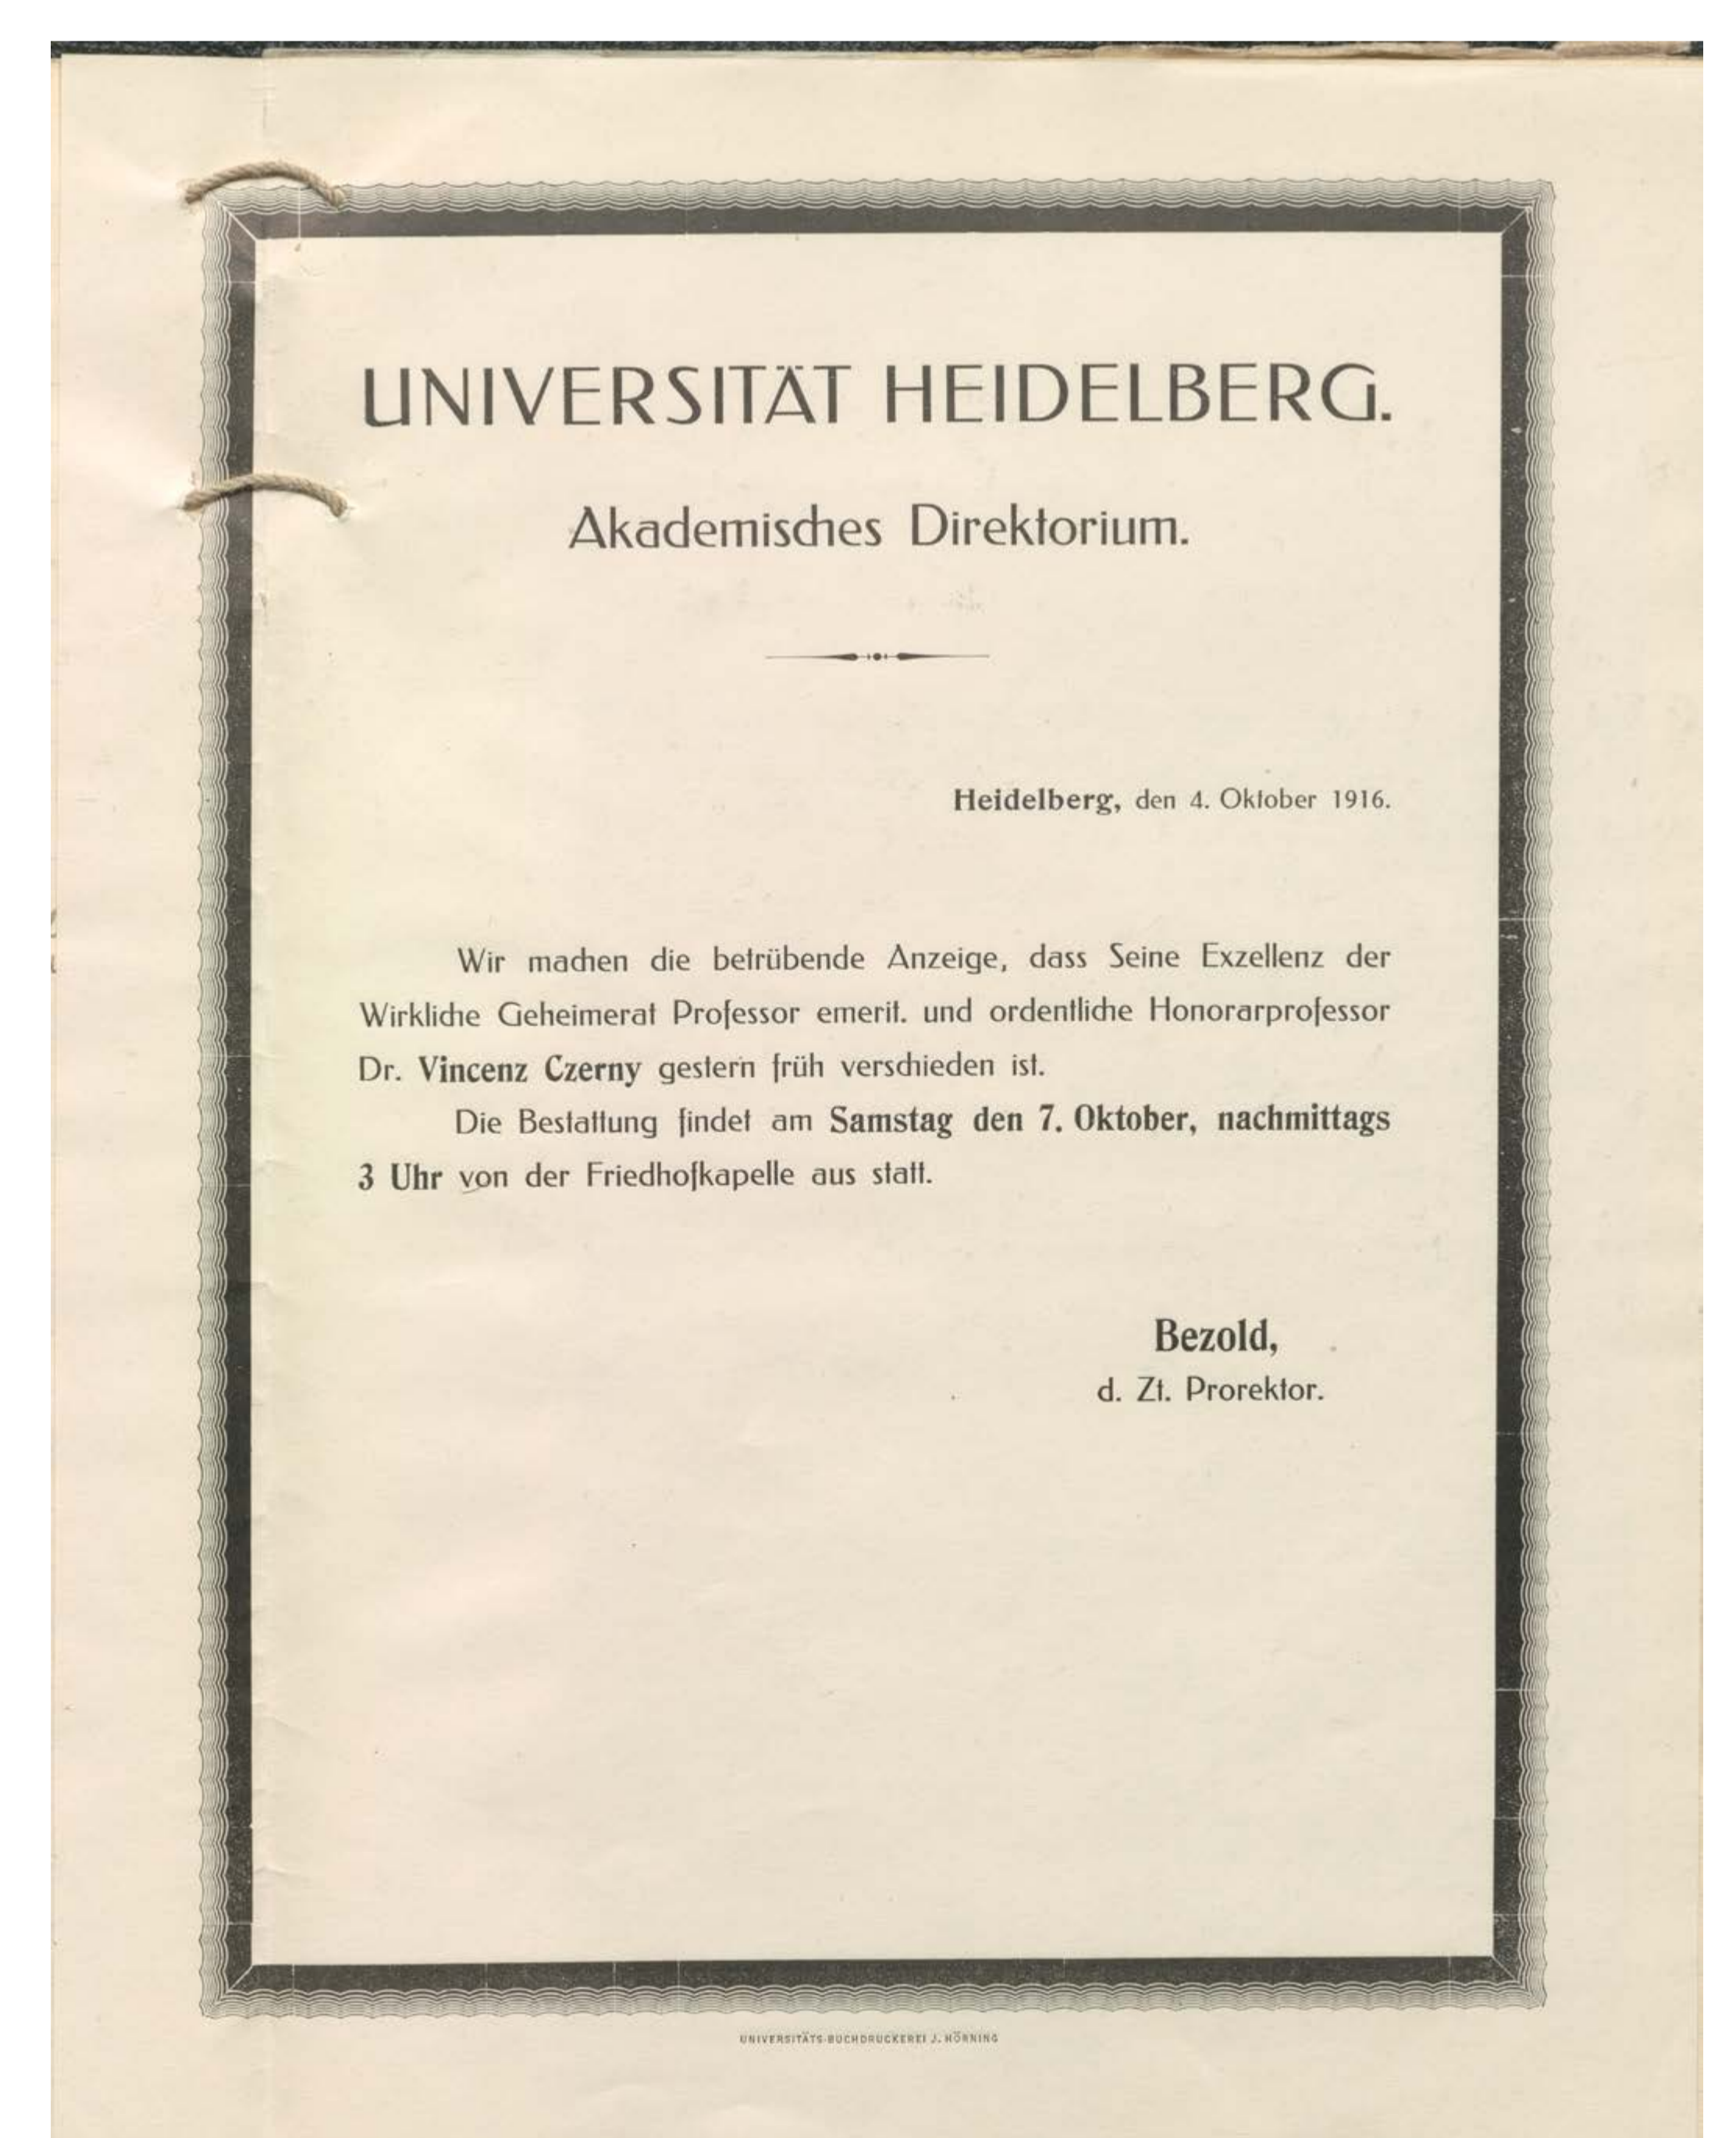 UNIVERSITÄT HEIDELBERG.
Akademisches Direktorium.
Heidelberg, den 4. Oktober 1916.
Wir machen die betrübende Anzeige, dass Seine Exzellenz der
Wirkliche Geheimerat Professor emerit. und ordentliche Honorarprofessor
Dr. Vincenz Czerny gestern früh verschieden ist.
Die Bestattung findet am Samstag den 7. Oktober, nachmittags
3 Uhr von der Friedhofkapelle aus statt.
Bezold,
d. Zt. Prorektor.
UNIVERSITÄTS-BUCHDRUCKEREI J. HÖRNING